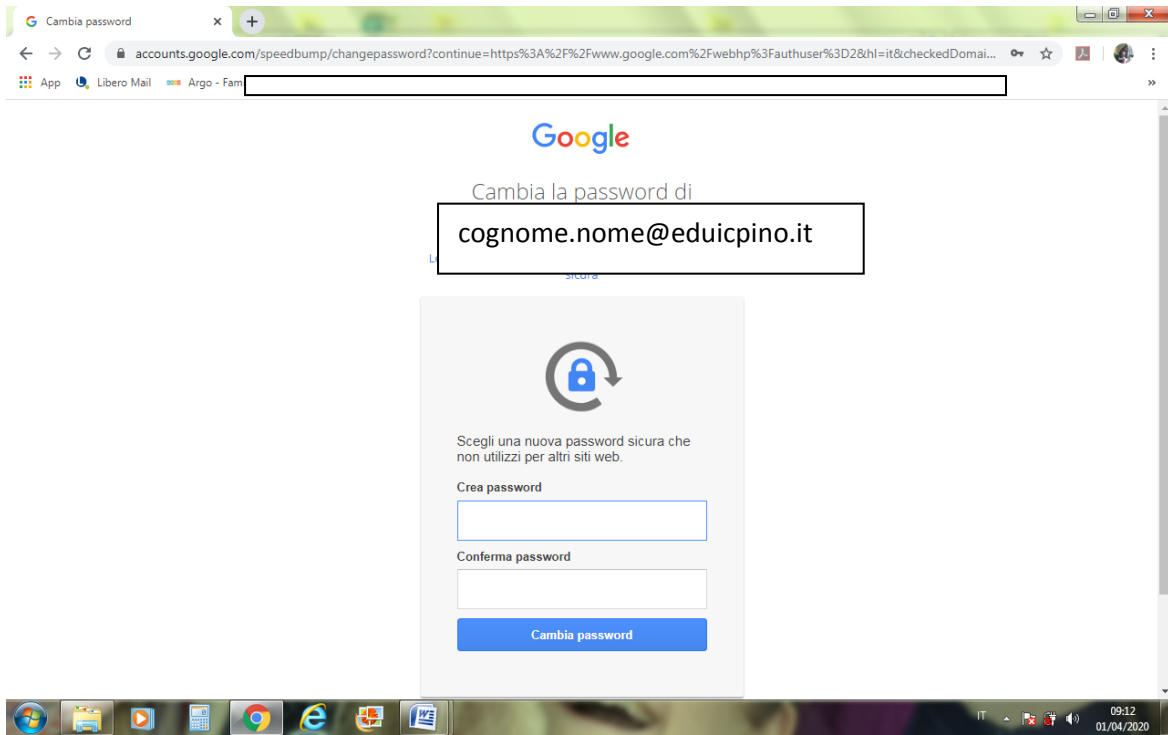 Cambia password
accounts.google.com/speedbump/changepassword?continue=https%3A%2F%2Fwww.google.com%2Fwebhp%3Fauthuser%3D2&hl=it&checkedDomai...
App Libero Mail Argo - Fam
Google
Cambia la password di
cognome.nome@eduicpino.it
sicura
Scegli una nuova password sicura che
non utilizzi per altri siti web.
Crea password
Conferma password
Cambia password
IT
09:12
01/04/2020